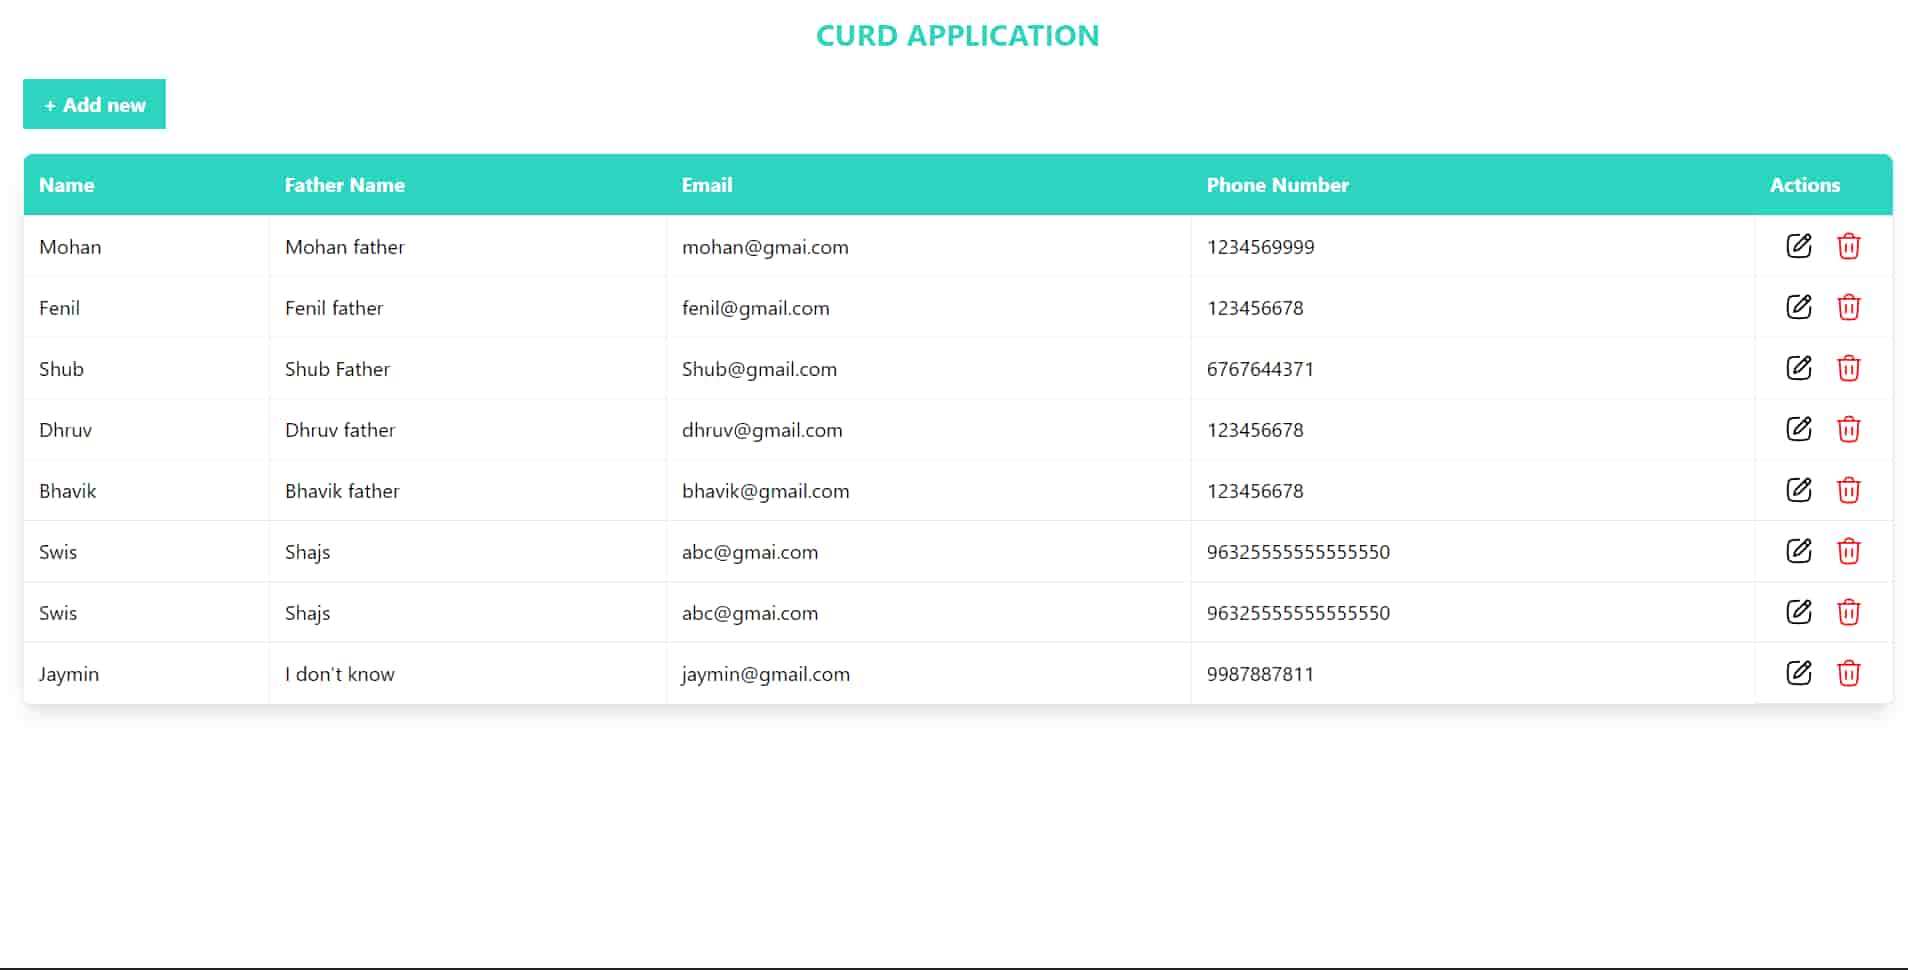 CURD APPLICATION
+ Add new
Name Father Name Email Phone Number Actions
Mohan Mohan father mohan@gmai.com 1234569999
Fenil Fenil father fenil@gmail.com 123456678
Shub Shub Father Shub@gmail.com 6767644371
Dhruv Dhruv father dhruv@gmail.com 123456678
Bhavik Bhavik father bhavik@gmail.com 123456678
Swis Shajs abc@gmai.com 96325555555555550
Swis Shajs abc@gmai.com 96325555555555550
Jaymin I don't know jaymin@gmail.com 9987887811